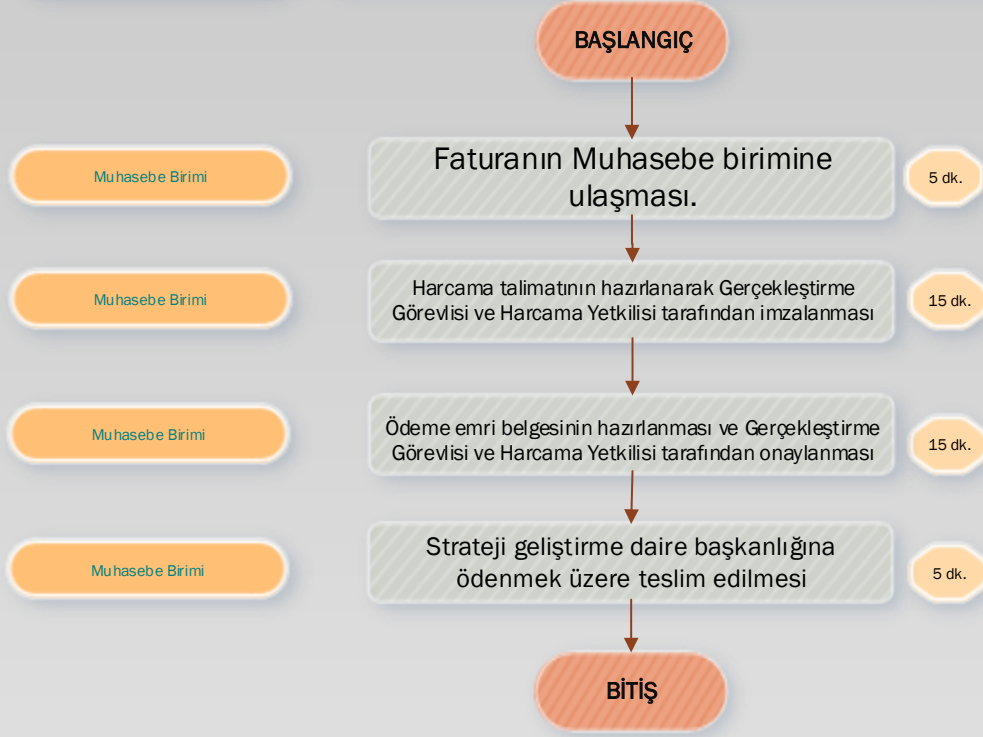 BAŞLANGIÇ
Muhasebe Birimi
Faturanın Muhasebe birimine
ulaşması.
5 dk.
Muhasebe Birimi
Harcama talimatının hazırlanarak Gerçekleştirme
Görevlisi ve Harcama Yetkilisi tarafından imzalanması
15 dk.
Muhasebe Birimi
Ödeme emri belgesinin hazırlanması ve Gerçekleştirme
Görevlisi ve Harcama Yetkilisi tarafından onaylanması
15 dk.
Muhasebe Birimi
Strateji geliştirme daire başkanlığına
ödenmek üzere teslim edilmesi
5 dk.
BİTİŞ